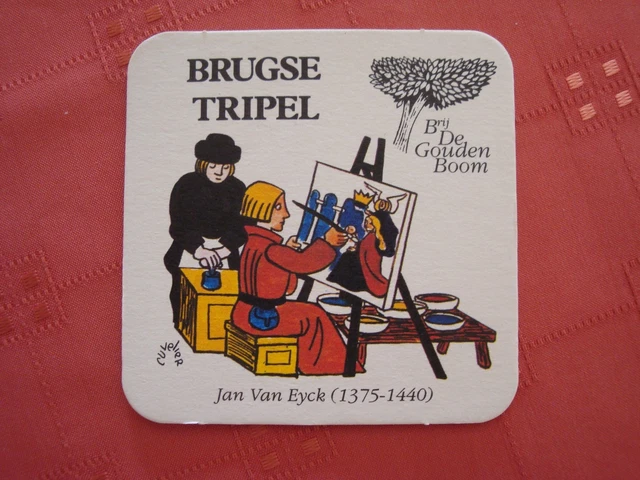 BRUGSE
TRIPEL
Brij
De
Gouden
Boom
CUVELIER
Jan Van Eyck (1375-1440)